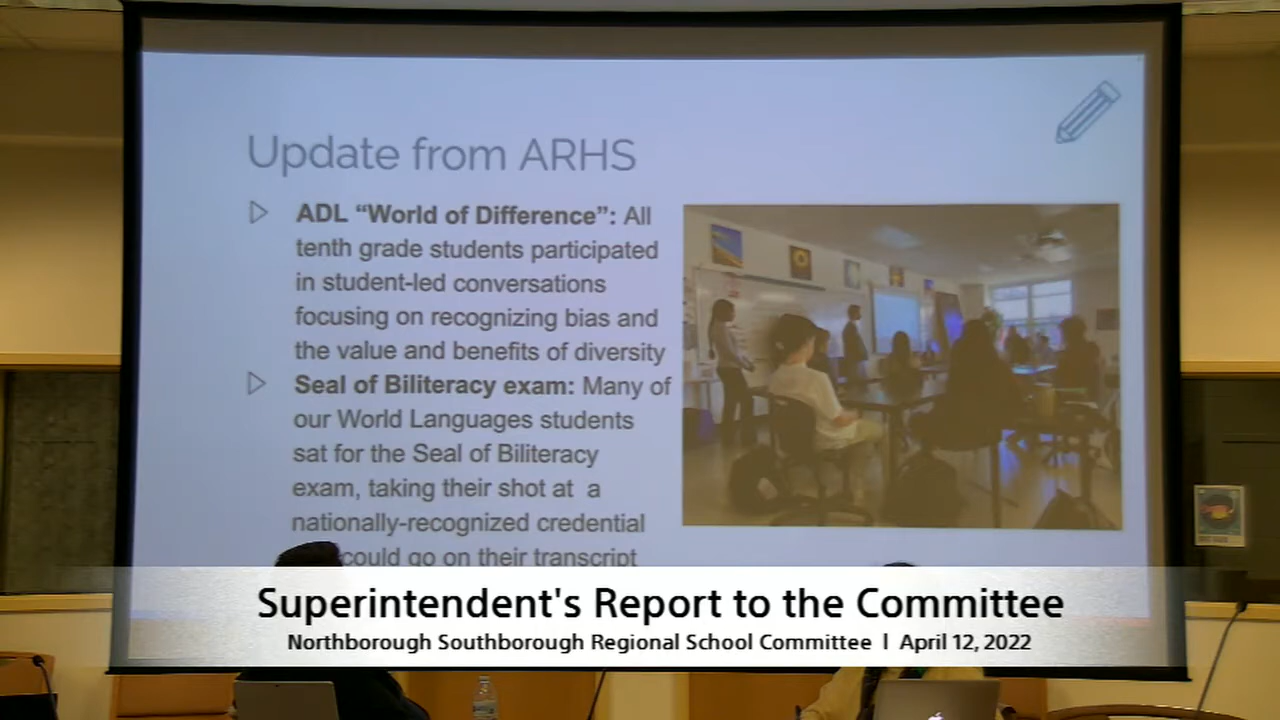 Update from ARHS
ADL “World of Difference”: All
tenth grade students participated
in student-led conversations
focusing on recognizing bias and
the value and benefits of diversity
Seal of Biliteracy exam: Many of
our World Languages students
sat for the Seal of Biliteracy
exam, taking their shot at a
nationally-recognized credential
could go on their transcript
Superintendent's Report to the Committee
Northborough Southborough Regional School Committee | April 12, 2022